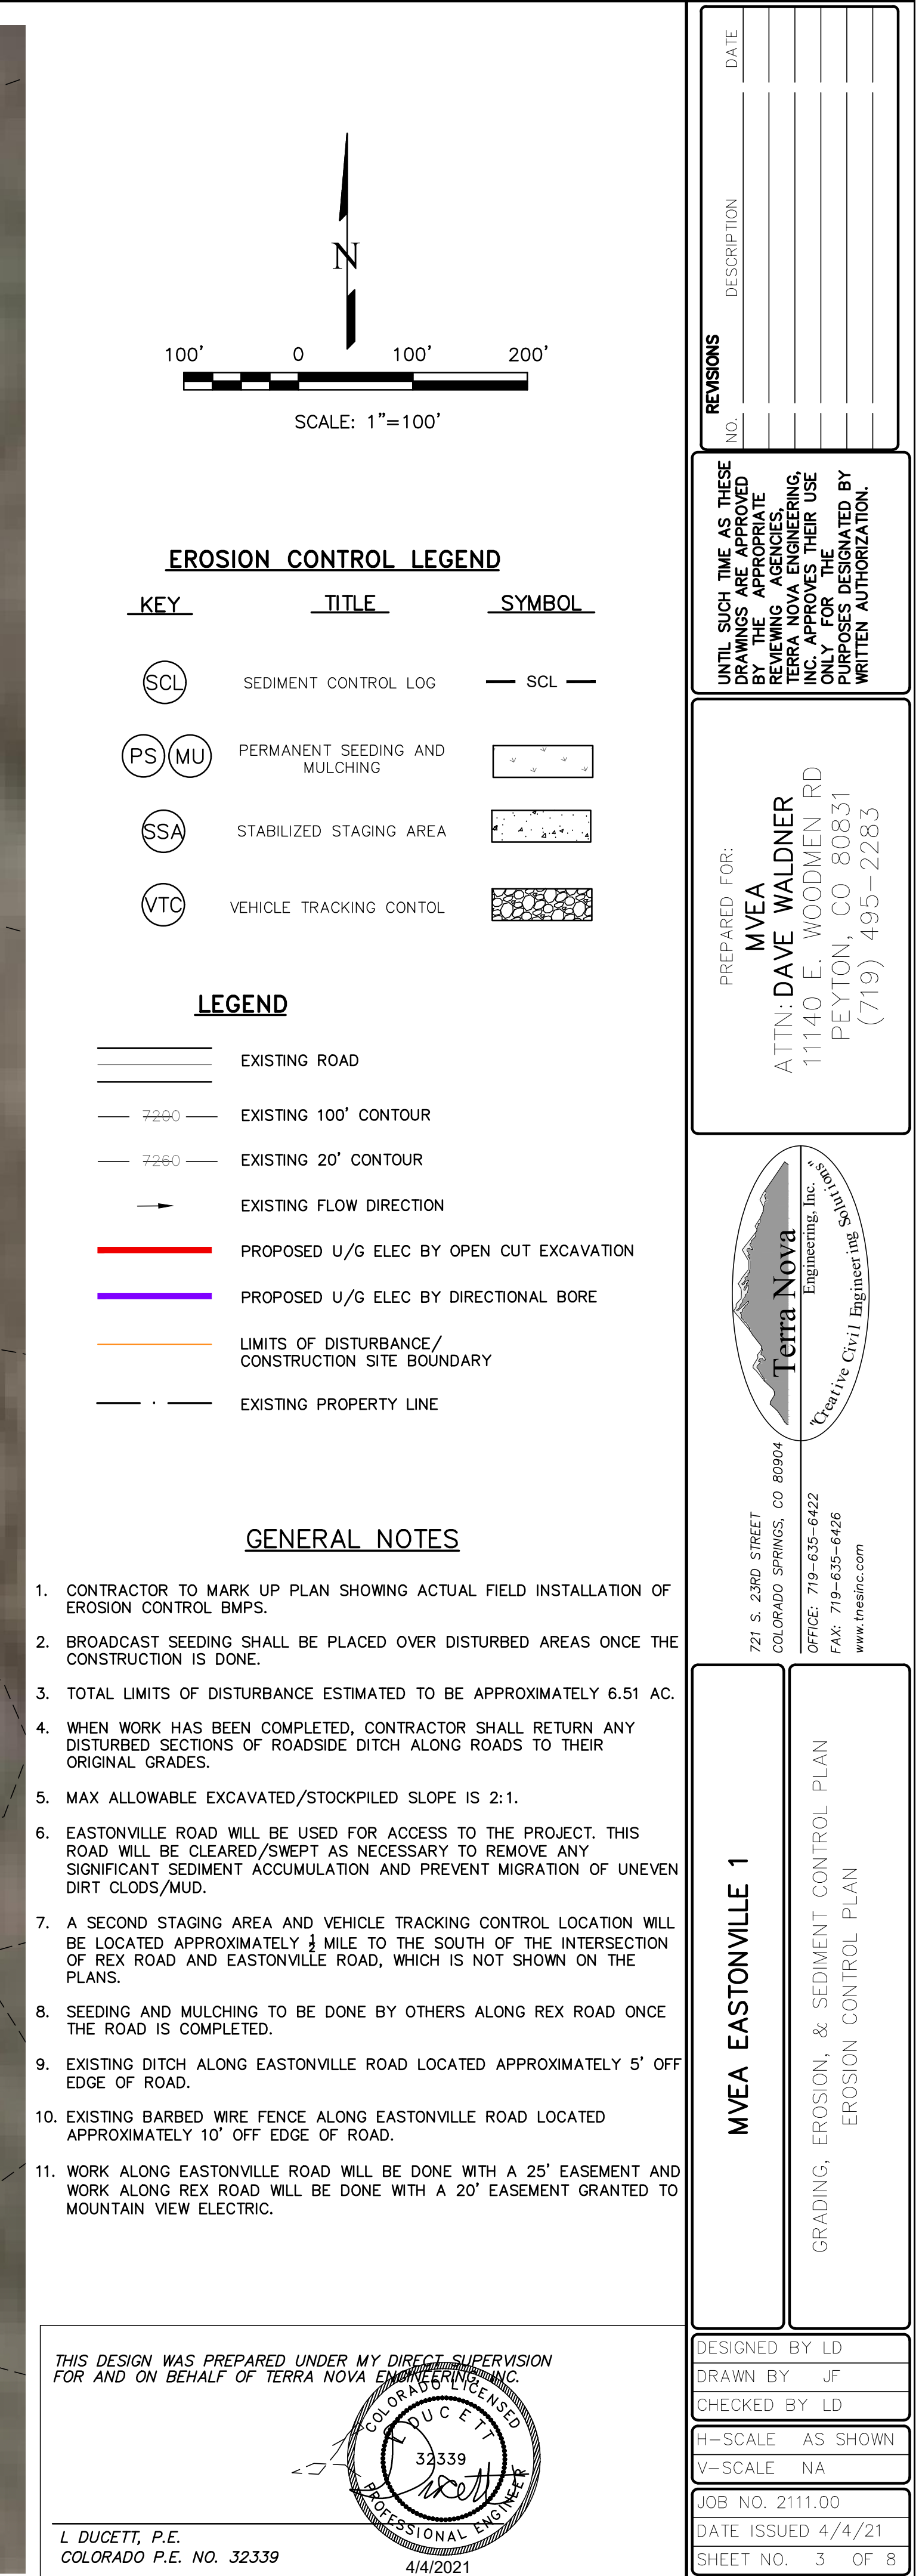 N
100' 0 100' 200'
SCALE: 1"=100'
EROSION CONTROL LEGEND
KEY TITLE SYMBOL
SCL SEDIMENT CONTROL LOG SCL
PS MU PERMANENT SEEDING AND
MULCHING
SSA STABILIZED STAGING AREA
VTC VEHICLE TRACKING CONTOL
LEGEND
EXISTING ROAD
7200 EXISTING 100' CONTOUR
7260 EXISTING 20' CONTOUR
EXISTING FLOW DIRECTION
PROPOSED U/G ELEC BY OPEN CUT EXCAVATION
PROPOSED U/G ELEC BY DIRECTIONAL BORE
LIMITS OF DISTURBANCE/
CONSTRUCTION SITE BOUNDARY
EXISTING PROPERTY LINE
GENERAL NOTES
1. CONTRACTOR TO MARK UP PLAN SHOWING ACTUAL FIELD INSTALLATION OF
EROSION CONTROL BMPS.
2. BROADCAST SEEDING SHALL BE PLACED OVER DISTURBED AREAS ONCE THE
CONSTRUCTION IS DONE.
3. TOTAL LIMITS OF DISTURBANCE ESTIMATED TO BE APPROXIMATELY 6.51 AC.
4. WHEN WORK HAS BEEN COMPLETED, CONTRACTOR SHALL RETURN ANY
DISTURBED SECTIONS OF ROADSIDE DITCH ALONG ROADS TO THEIR
ORIGINAL GRADES.
5. MAX ALLOWABLE EXCAVATED/STOCKPILED SLOPE IS 2:1.
6. EASTONVILLE ROAD WILL BE USED FOR ACCESS TO THE PROJECT. THIS
ROAD WILL BE CLEARED/SWEPT AS NECESSARY TO REMOVE ANY
SIGNIFICANT SEDIMENT ACCUMULATION AND PREVENT MIGRATION OF UNEVEN
DIRT CLODS/MUD.
7. A SECOND STAGING AREA AND VEHICLE TRACKING CONTROL LOCATION WILL
BE LOCATED APPROXIMATELY ½ MILE TO THE SOUTH OF THE INTERSECTION
OF REX ROAD AND EASTONVILLE ROAD, WHICH IS NOT SHOWN ON THE
PLANS.
8. SEEDING AND MULCHING TO BE DONE BY OTHERS ALONG REX ROAD ONCE
THE ROAD IS COMPLETED.
9. EXISTING DITCH ALONG EASTONVILLE ROAD LOCATED APPROXIMATELY 5' OFF
EDGE OF ROAD.
10. EXISTING BARBED WIRE FENCE ALONG EASTONVILLE ROAD LOCATED
APPROXIMATELY 10' OFF EDGE OF ROAD.
11. WORK ALONG EASTONVILLE ROAD WILL BE DONE WITH A 25' EASEMENT AND
WORK ALONG REX ROAD WILL BE DONE WITH A 20' EASEMENT GRANTED TO
MOUNTAIN VIEW ELECTRIC.
THIS DESIGN WAS PREPARED UNDER MY DIRECT SUPERVISION
FOR AND ON BEHALF OF TERRA NOVA ENGINEERING, INC.
COLORADO LICENSED
L DUCETT
32339
PROFESSIONAL ENGINEER
L DUCETT, P.E.
COLORADO P.E. NO. 32339
4/4/2021
REVISIONS
NO. DESCRIPTION DATE
UNTIL SUCH TIME AS THESE
DRAWINGS ARE APPROVED
BY THE APPROPRIATE
REVIEWING AGENCIES,
TERRA NOVA ENGINEERING,
INC. APPROVES THEIR USE
ONLY FOR THE
PURPOSES DESIGNATED BY
WRITTEN AUTHORIZATION.
PREPARED FOR:
MVEA
ATTN: DAVE WALDNER
11140 E. WOODMEN RD
PEYTON, CO 80831
(719) 495-2283
Terra Nova
Engineering, Inc.
"Creative Civil Engineering Solutions"
721 S. 23RD STREET
COLORADO SPRINGS, CO 80904
OFFICE: 719-635-6422
FAX: 719-635-6426
www.tnesinc.com
MVEA EASTONVILLE 1
GRADING, EROSION, & SEDIMENT CONTROL PLAN
EROSION CONTROL PLAN
DESIGNED BY LD
DRAWN BY JF
CHECKED BY LD
H-SCALE AS SHOWN
V-SCALE NA
JOB NO. 2111.00
DATE ISSUED 4/4/21
SHEET NO. 3 OF 8